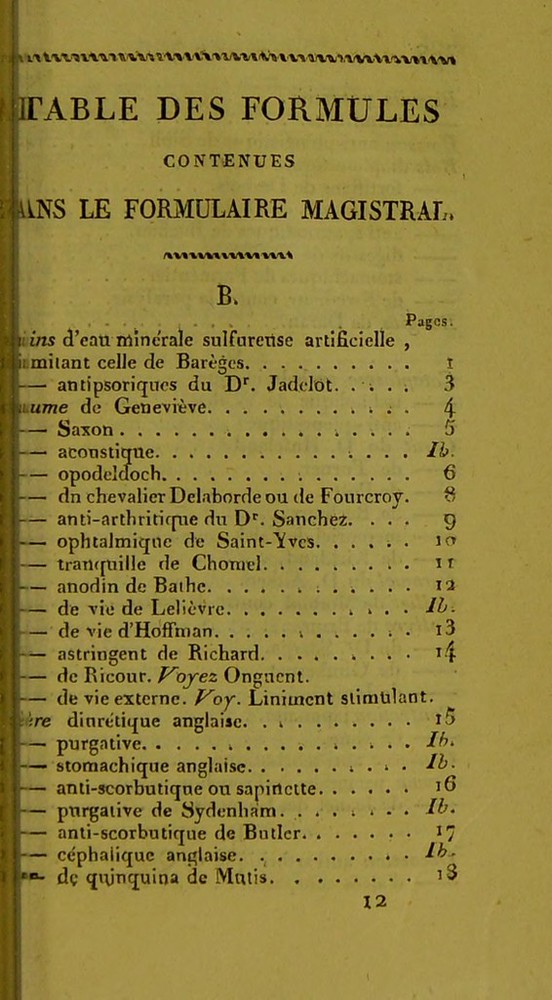 TABLE DES FORMULES
CONTENUES
DANS LE FORMULAIRE MAGISTRAL.
B.
Pages.
ins d'eau minérale sulfureuse artificielle ,
imitant celle de Barèges. . . . . . . . . . 1
— antipsoriques du Dr. Jadelot. . . . . 3
ume de Geneviève. . . . . . . . . . . . 4
— Saxon . . . . . . . . . . . . . . . . . 5
— acoustique. . . . . . . . . . . . . . . Ib.
— opodeldoch. . . . . . . . . . . . . . . 6
— du chevalier Delaborde ou de Fourcroy. 8
— anti-arthritique du Dr. Sanchez. . . . 9
— ophtalmique de Saint-Yves. . . . . . 10
— tranquille de Chomel. . . . . . . . . 11
— anodin de Bathe. . . . . . . . . . . . 12
— de vie de Lelièvre. . . . . . . . . . . Ib.
— de vie d'Hoffman. . . . . . . . . . . . 13
— astringent de Richard. . . . . . . . . 14
— de Ricour. Voyez Onguent.
— de vie externe. Voy. Liniment stimulant.
ère diurétique anglaise. . . . . . . . . . 15
— purgative. . . . . . . . . . . . . . . . Ib.
— stomachique anglaise. . . . . . . . . . Ib.
— anti-scorbutique ou sapinette. . . . . . 16
— purgative de Sydenham. . . . . . . . Ib.
— anti-scorbutique de Butler. . . . . . . 17
— céphalique anglaise. . . . . . . . . . Ib.
— de quinquina de Mutis. . . . . . . . 18
12